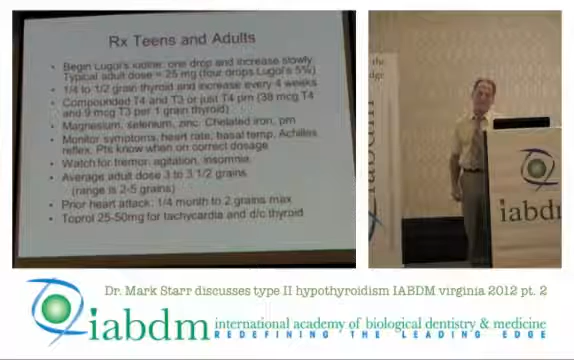 Rx Teens and Adults
• Begin Lugol's iodine: one drop and increase slowly
Typical adult dose = 25 mg (four drops Lugol's 5%)
• 1/4 to 1/2 grain thyroid and increase every 4 weeks
• Compounded T4 and T3 or just T4 prn (38 mcg T4
and 9 mcg T3 per 1 grain thyroid)
• Magnesium, selenium, zinc. Chelated iron, prn
• Monitor symptoms, heart rate, basal temp. Achilles
reflex. Pts know when on correct dosage
• Watch for tremor, agitation, insomnia
• Average adult dose 3 to 3 1/2 grains
(range is 2-5 grains)
• Prior heart attack: 1/4 month to 2 grains max
• Toprol 25-50mg for tachycardia and d/c thyroid
the
dge
iabdm
iabdm
Dr. Mark Starr discusses type II hypothyroidism IABDM virginia 2012 pt. 2
iabdm international academy of biological dentistry & medicine
REDEFINING THE LEADING EDGE